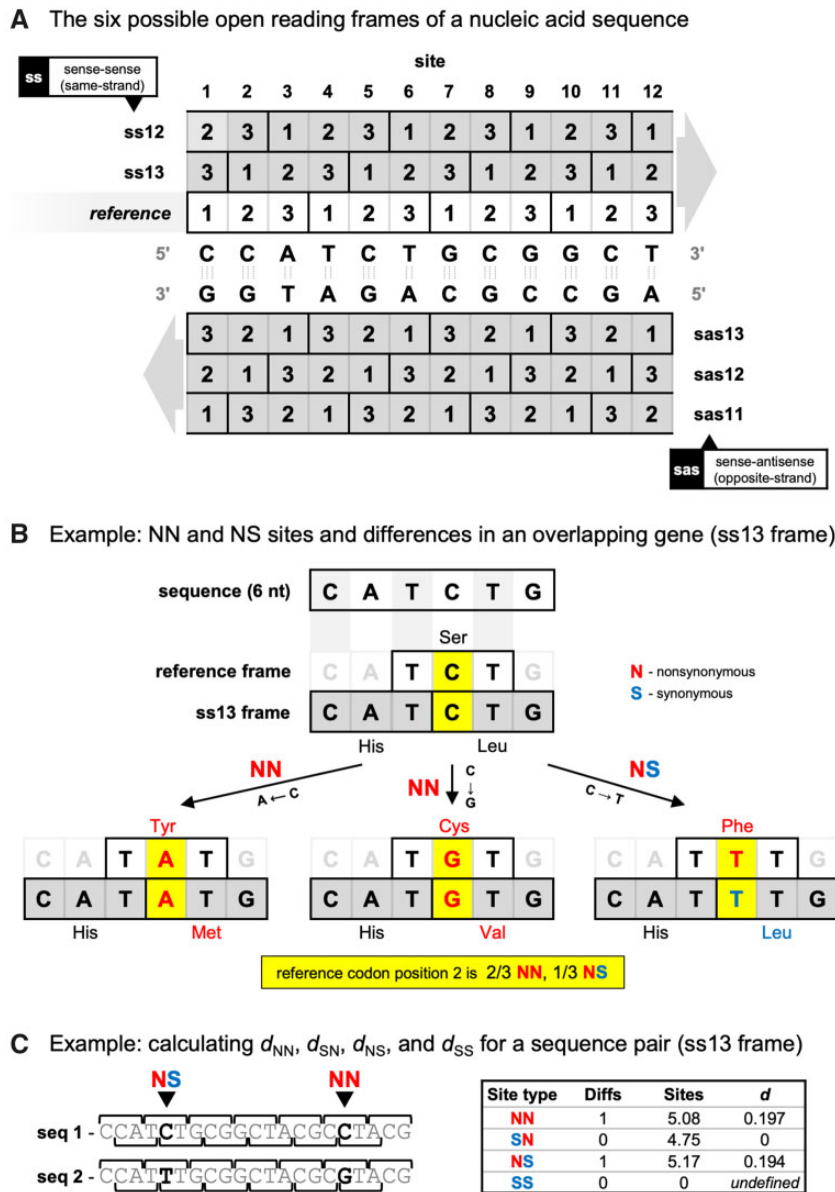 A The six possible open reading frames of a nucleic acid sequence
ss sense-sense
(same-strand)
site
1 2 3 4 5 6 7 8 9 10 11 12
ss12 2 3 1 2 3 1 2 3 1 2 3 1
ss13 3 1 2 3 1 2 3 1 2 3 1 2
reference 1 2 3 1 2 3 1 2 3 1 2 3
5' C C A T C T G C G G C T 3'
3' G G T A G A C G C C G A 5'
3 2 1 3 2 1 3 2 1 3 2 1 sas13
2 1 3 2 1 3 2 1 3 2 1 3 sas12
1 3 2 1 3 2 1 3 2 1 3 2 sas11
sas sense-antisense
(opposite-strand)
B Example: NN and NS sites and differences in an overlapping gene (ss13 frame)
sequence (6 nt) C A T C T G
Ser
reference frame C A T C T G
ss13 frame C A T C T G
His Leu
N - nonsynonymous
S - synonymous
NN A ← C
NN C → G
NS C → T
Tyr Cys Phe
C A T A T G C A T G T G C A T T T G
C A T A T G C A T G T G C A T T T G
His Met His Val His Leu
reference codon position 2 is 2/3 NN, 1/3 NS
C Example: calculating dNN, dSN, dNS, and dSS for a sequence pair (ss13 frame)
NS NN
seq 1 - CCATCTGCGGCTACGCCTACG
seq 2 - CCATTTGCGGCTACGCGTACG
Site type Diffs Sites d
NN 1 5.08 0.197
SN 0 4.75 0
NS 1 5.17 0.194
SS 0 0 undefined